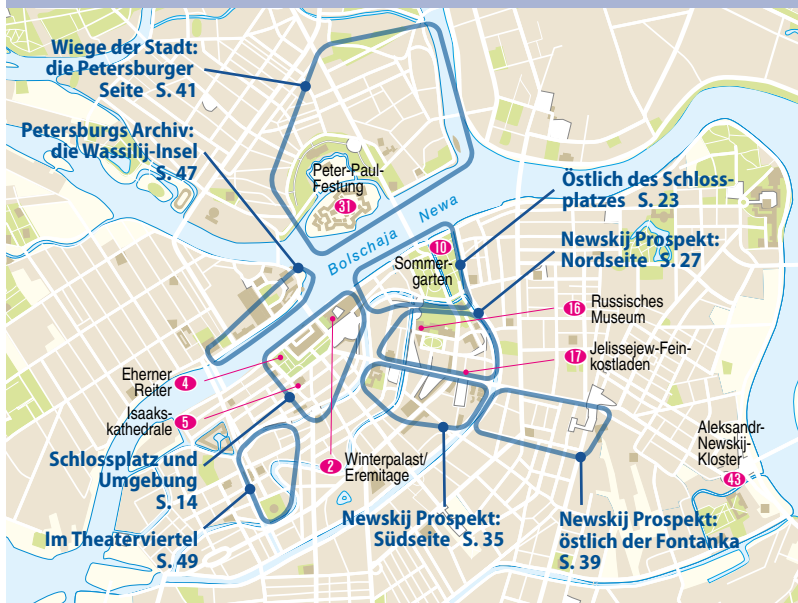 Wiege der Stadt:
die Petersburger
Seite S. 41
Petersburgs Archiv:
die Wassilij-Insel
S. 47
Peter-Paul-
Festung
31
Bolschaja Newa
Östlich des Schloss-
platzes S. 23
10
Sommer-
garten
Newskij Prospekt:
Nordseite S. 27
16 Russisches
Museum
17 Jelissejew-Fein-
kostladen
Eherner
Reiter 4
Isaaks-
kathedrale 5
Schlossplatz und
Umgebung
S. 14
2 Winterpalast/
Eremitage
Aleksandr-
Newskij-
Kloster
43
Im Theaterviertel
S. 49
Newskij Prospekt:
Südseite S. 35
Newskij Prospekt:
östlich der Fontanka
S. 39